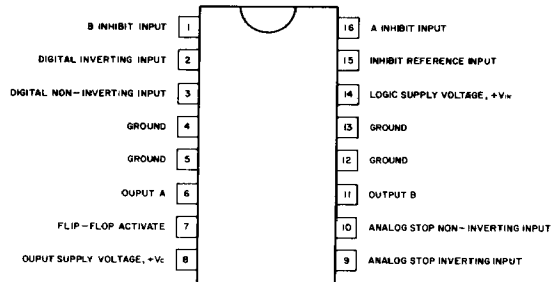 B INHIBIT INPUT 1 16 A INHIBIT INPUT
DIGITAL INVERTING INPUT 2 15 INHIBIT REFERENCE INPUT
DIGITAL NON-INVERTING INPUT 3 14 LOGIC SUPPLY VOLTAGE, +VIN
GROUND 4 13 GROUND
GROUND 5 12 GROUND
OUPUT A 6 11 OUTPUT B
FLIP-FLOP ACTIVATE 7 10 ANALOG STOP NON-INVERTING INPUT
OUPUT SUPPLY VOLTAGE, +VC 8 9 ANALOG STOP INVERTING INPUT